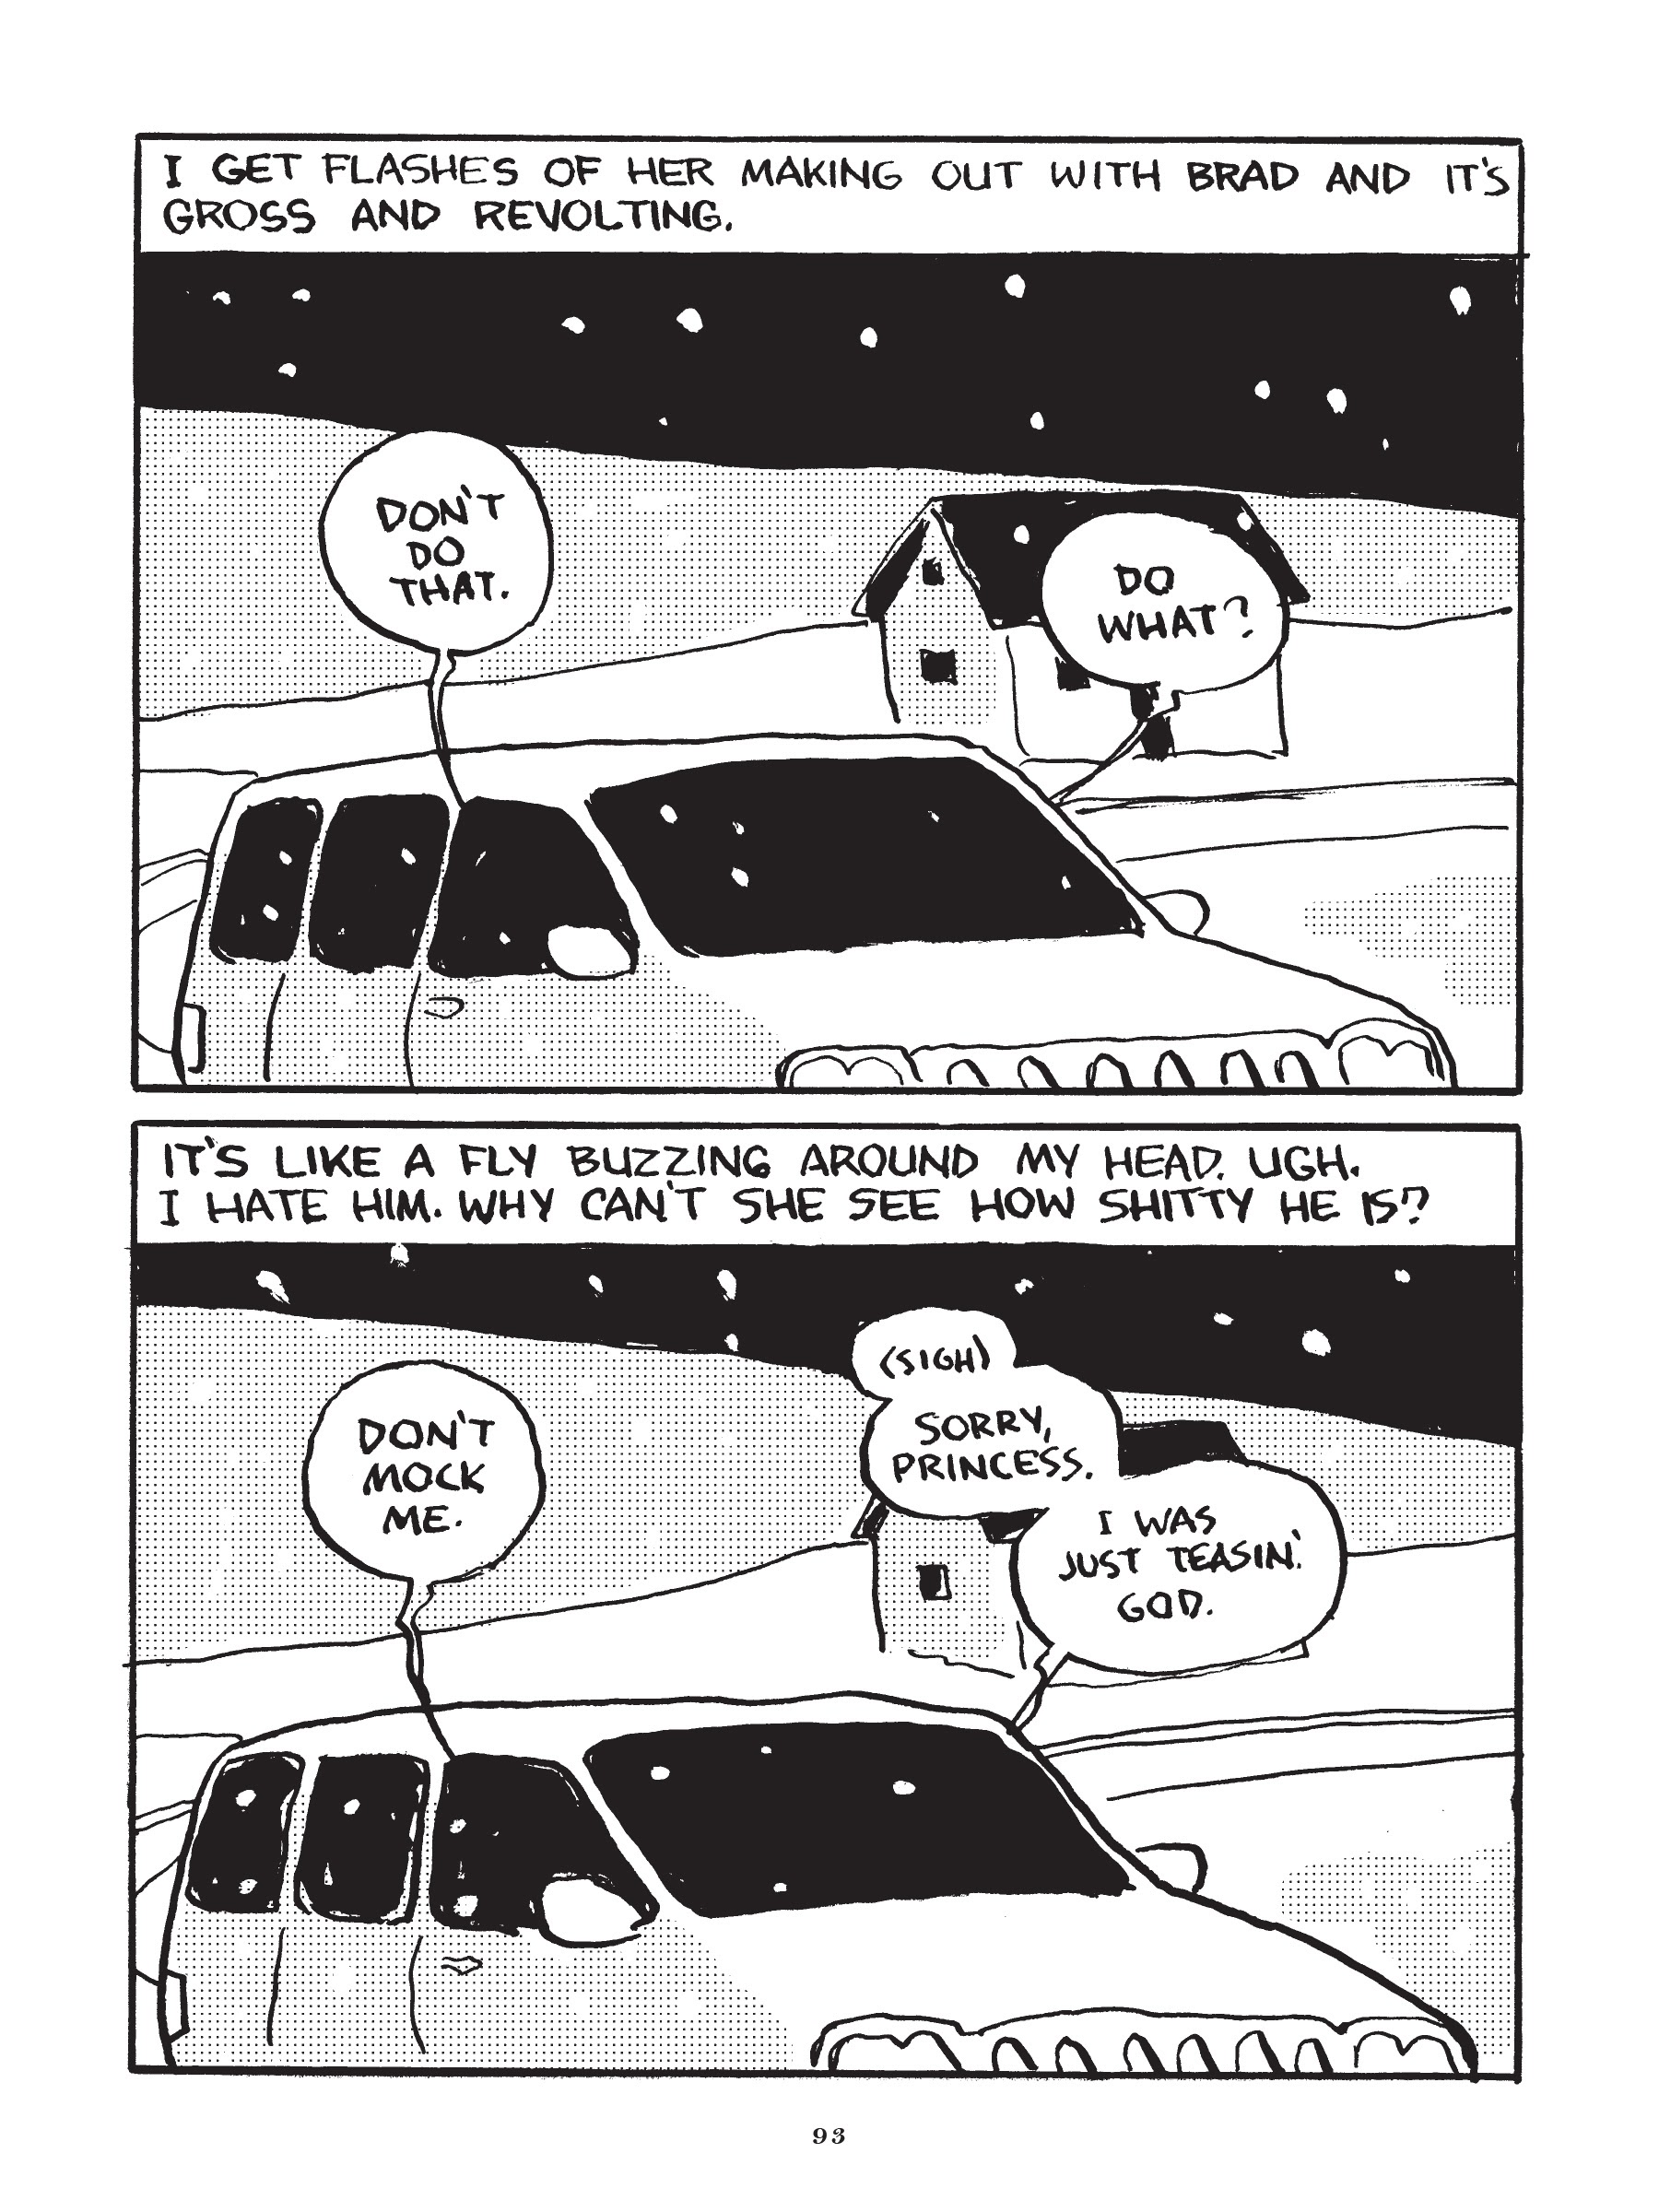 I GET FLASHES OF HER MAKING OUT WITH BRAD AND IT'S
GROSS AND REVOLTING.
DON'T
DO
THAT.
DO
WHAT?
IT'S LIKE A FLY BUZZING AROUND MY HEAD. UGH.
I HATE HIM. WHY CAN'T SHE SEE HOW SHITTY HE IS?
DON'T
MOCK
ME.
(SIGH)
SORRY,
PRINCESS.
I WAS
JUST TEASIN'.
GOD.
93